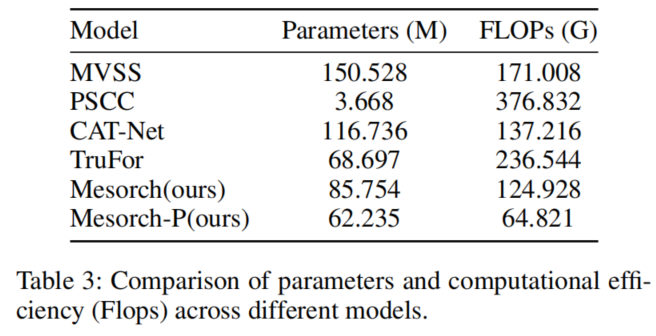 Model Parameters (M) FLOPs (G)
MVSS 150.528 171.008
PSCC 3.668 376.832
CAT-Net 116.736 137.216
TruFor 68.697 236.544
Mesorch(ours) 85.754 124.928
Mesorch-P(ours) 62.235 64.821
Table 3: Comparison of parameters and computational effi-
ciency (Flops) across different models.